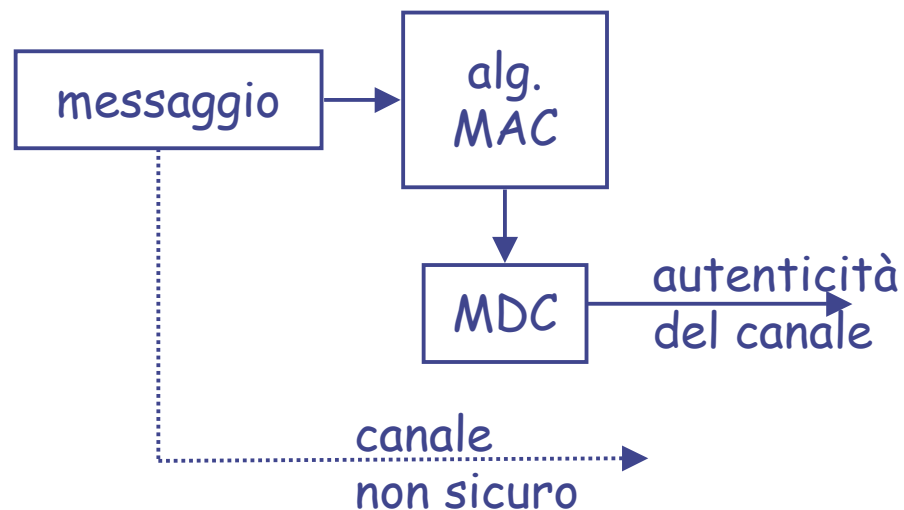 messaggio
alg.
MAC
MDC
autenticità
del canale
canale
non sicuro